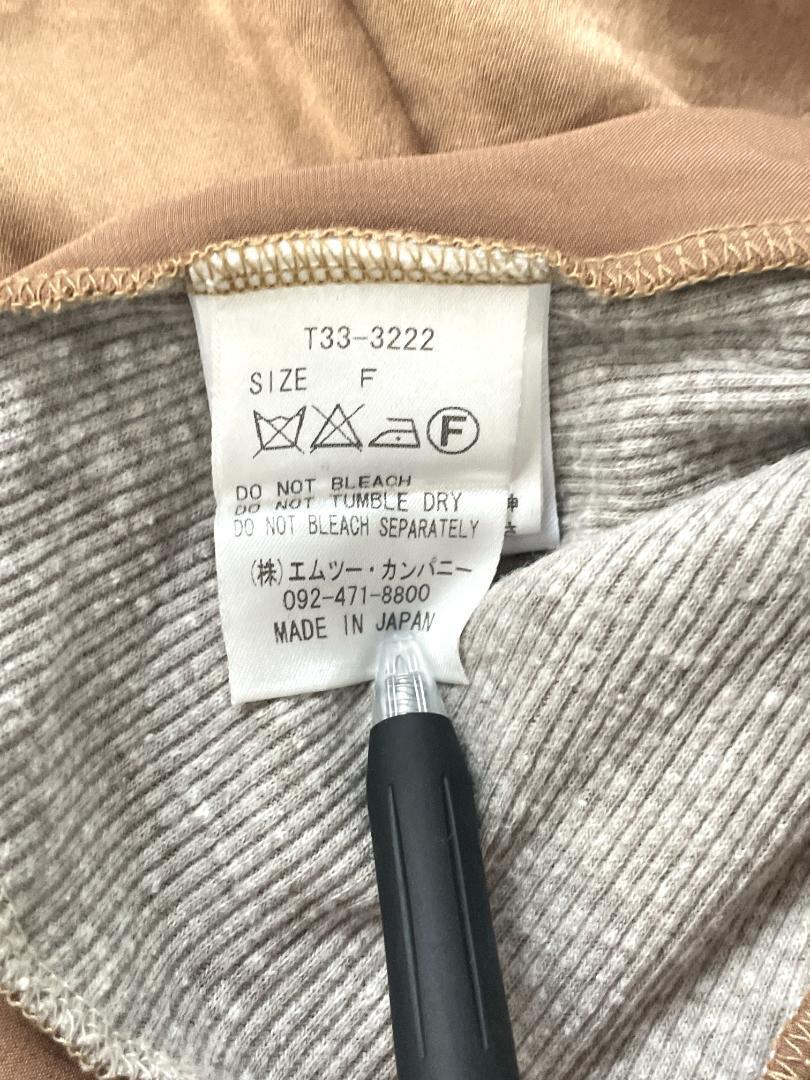 T33-3222
SIZE F
F
DO NOT BLEACH
DO NOT TUMBLE DRY
DO NOT BLEACH SEPARATELY
(株)エムツー・カンパニー
092-471-8800
MADE IN JAPAN